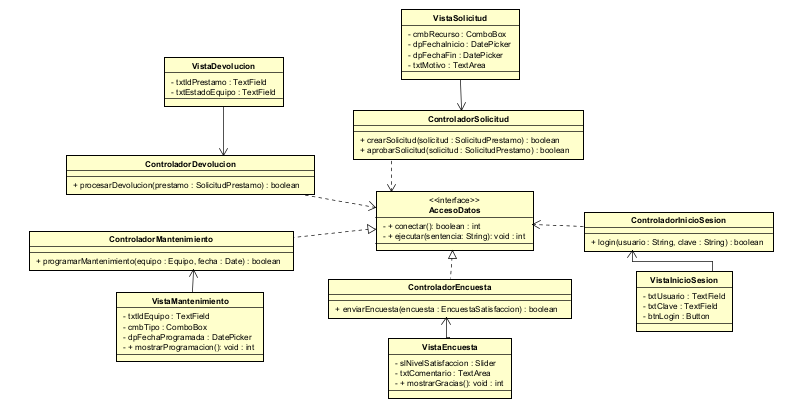 VistaSolicitud
- cmbRecurso : ComboBox
- dpFechaInicio : DatePicker
- dpFechaFin : DatePicker
- txtMotivo : TextArea
VistaDevolucion
- txtIdPrestamo : TextField
- txtEstadoEquipo : TextField
ControladorSolicitud
+ crearSolicitud(solicitud : SolicitudPrestamo) : boolean
+ aprobarSolicitud(solicitud : SolicitudPrestamo) : boolean
ControladorDevolucion
+ procesarDevolucion(prestamo : SolicitudPrestamo) : boolean
<<interface>>
AccesoDatos
- + conectar(): boolean : int
- + ejecutar(sentencia: String): void : int
ControladorInicioSesion
+ login(usuario : String, clave : String) : boolean
ControladorMantenimiento
+ programarMantenimiento(equipo : Equipo, fecha : Date) : boolean
VistaInicioSesion
- txtUsuario : TextField
- txtClave : TextField
- btnLogin : Button
ControladorEncuesta
+ enviarEncuesta(encuesta : EncuestaSatisfaccion) : boolean
VistaMantenimiento
- txtIdEquipo : TextField
- cmbTipo : ComboBox
- dpFechaProgramada : DatePicker
- + mostrarProgramacion(): void : int
VistaEncuesta
- slNivelSatisfaccion : Slider
- txtComentario : TextArea
- + mostrarGracias(): void : int